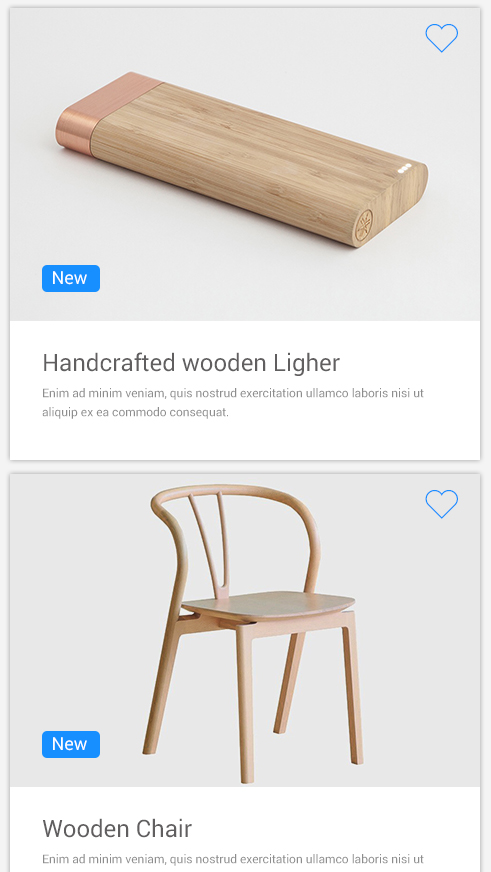 New
Handcrafted wooden Ligher
Enim ad minim veniam, quis nostrud exercitation ullamco laboris nisi ut
aliquip ex ea commodo consequat.
New
Wooden Chair
Enim ad minim veniam, quis nostrud exercitation ullamco laboris nisi ut